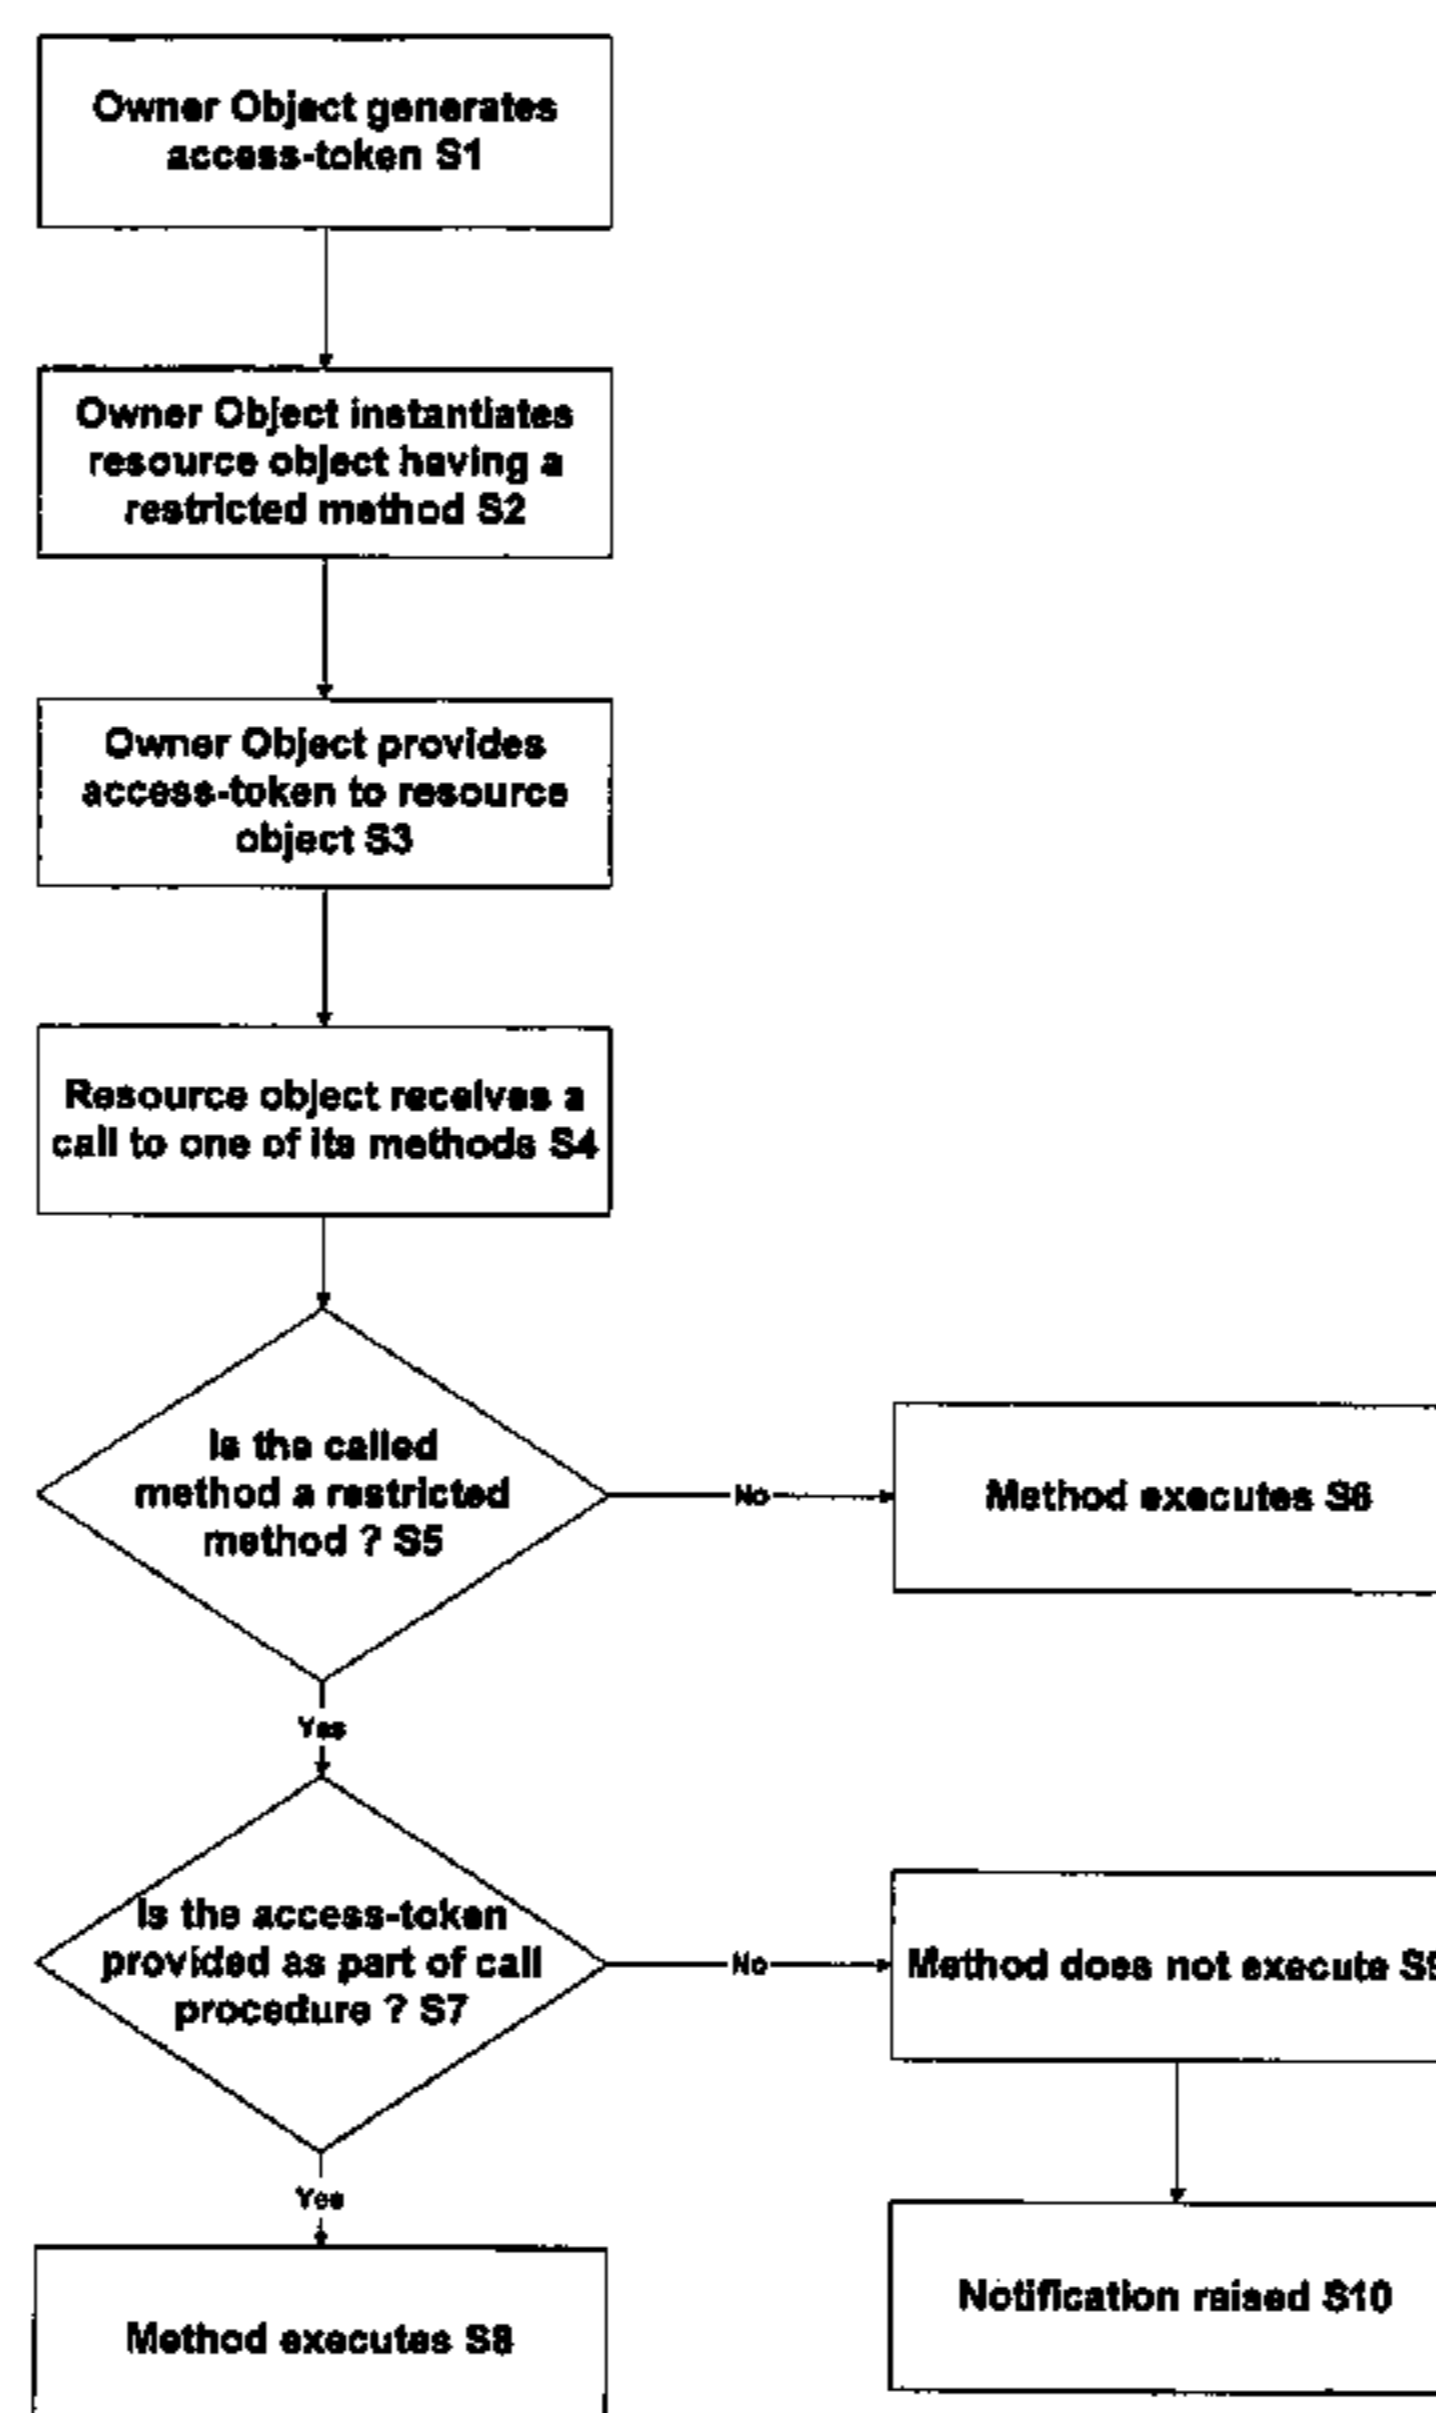 Owner Object generates
access-token S1
Owner Object instantiates
resource object having a
restricted method S2
Owner Object provides
access-token to resource
object S3
Resource object receives a
call to one of its methods S4
Is the called
method a restricted
method ? S5
No
Method executes S6
Yes
Is the access-token
provided as part of call
procedure ? S7
No
Method does not execute S9
Yes
Method executes S8
Notification raised S10